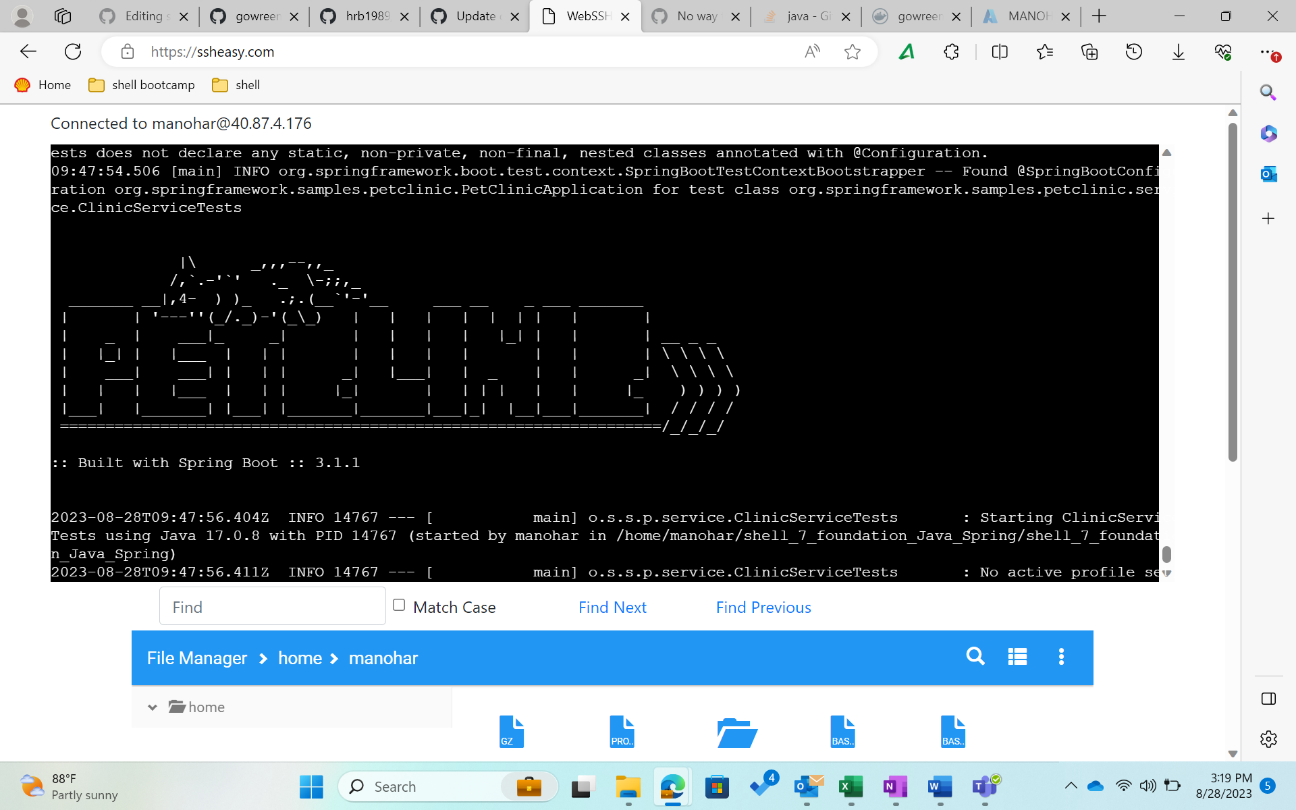 Editing s
gowreen
hrb1989
Update
WebSSH
No way
java - Gi
gowreen
MANOH
https://ssheasy.com
Home
shell bootcamp
shell
Connected to manohar@40.87.4.176
ests does not declare any static, non-private, non-final, nested classes annotated with @Configuration.
09:47:54.506 [main] INFO org.springframework.boot.test.context.SpringBootTestContextBootstrapper -- Found @SpringBootConfi
ration org.springframework.samples.petclinic.PetClinicApplication for test class org.springframework.samples.petclinic.ser
ce.ClinicServiceTests
:: Built with Spring Boot :: 3.1.1
2023-08-28T09:47:56.404Z  INFO 14767 --- [           main] o.s.s.p.service.ClinicServiceTests       : Starting ClinicServi
Tests using Java 17.0.8 with PID 14767 (started by manohar in /home/manohar/shell_7_foundation_Java_Spring/shell_7_foundat
n_Java_Spring)
2023-08-28T09:47:56.411Z  INFO 14767 --- [           main] o.s.s.p.service.ClinicServiceTests       : No active profile se
Find
Match Case
Find Next
Find Previous
File Manager > home > manohar
home
GZ
PRO..
BAS..
BAS..
88°F
Partly sunny
Search
4
3:19 PM
8/28/2023
5